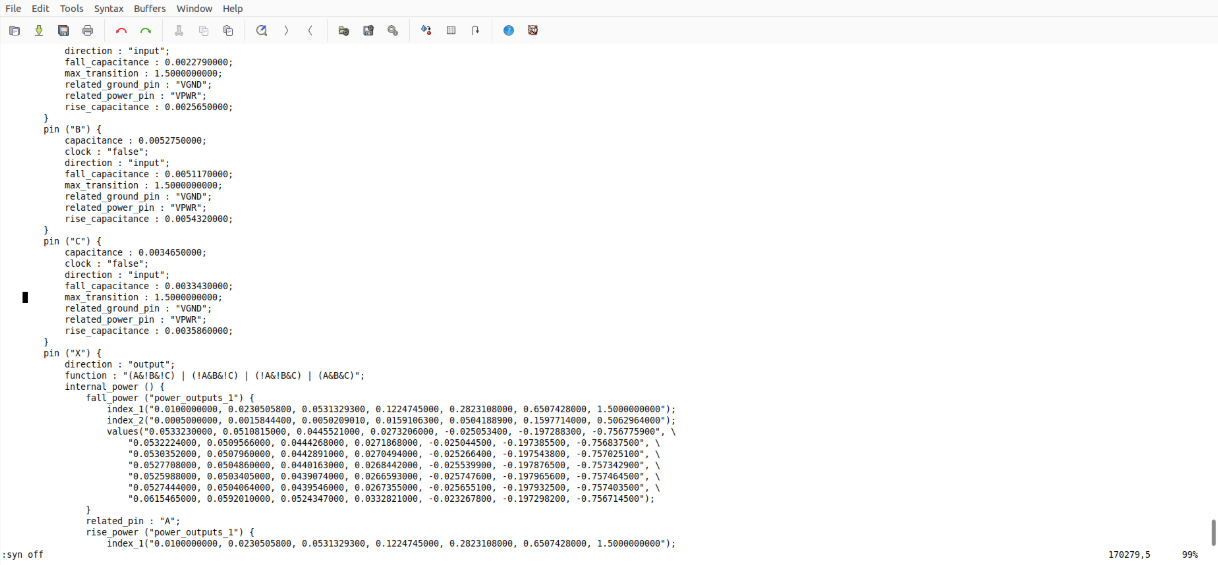 File Edit Tools Syntax Buffers Window Help
direction : "input";
fall_capacitance : 0.0022790000;
max_transition : 1.5000000000;
related_ground_pin : "VGND";
related_power_pin : "VPWR";
rise_capacitance : 0.0025650000;
}
pin ("B") {
capacitance : 0.0052750000;
clock : "false";
direction : "input";
fall_capacitance : 0.0051170000;
max_transition : 1.5000000000;
related_ground_pin : "VGND";
related_power_pin : "VPWR";
rise_capacitance : 0.0054320000;
}
pin ("C") {
capacitance : 0.0034650000;
clock : "false";
direction : "input";
fall_capacitance : 0.0033430000;
max_transition : 1.5000000000;
related_ground_pin : "VGND";
related_power_pin : "VPWR";
rise_capacitance : 0.0035860000;
}
pin ("X") {
direction : "output";
function : "(A&!B&!C) | (!A&B&!C) | (!A&!B&C) | (A&B&C)";
internal_power () {
fall_power ("power_outputs_1") {
index_1("0.0100000000, 0.0230505800, 0.0531329300, 0.1224745000, 0.2823108000, 0.6507428000, 1.5000000000");
index_2("0.0005000000, 0.0015844400, 0.0050209010, 0.0159106300, 0.0504188900, 0.1597714000, 0.5062964000");
values("0.0533230000, 0.0510815000, 0.0445521000, 0.0273206000, -0.025053400, -0.197288300, -0.756775900", \
"0.0532224000, 0.0509566000, 0.0444268000, 0.0271868000, -0.025044500, -0.197385500, -0.756837500", \
"0.0530352000, 0.0507960000, 0.0442891000, 0.0270494000, -0.025266400, -0.197543800, -0.757025100", \
"0.0527708000, 0.0504860000, 0.0440163000, 0.0268442000, -0.025539900, -0.197876500, -0.757342900", \
"0.0525988000, 0.0503405000, 0.0439074000, 0.0266593000, -0.025747600, -0.197965600, -0.757464500", \
"0.0527444000, 0.0504064000, 0.0439546000, 0.0267355000, -0.025655100, -0.197932500, -0.757403500", \
"0.0615465000, 0.0592010000, 0.0524347000, 0.0332821000, -0.023267800, -0.197298200, -0.756714500");
}
related_pin : "A";
rise_power ("power_outputs_1") {
index_1("0.0100000000, 0.0230505800, 0.0531329300, 0.1224745000, 0.2823108000, 0.6507428000, 1.5000000000");
:syn off 170279,5 99%